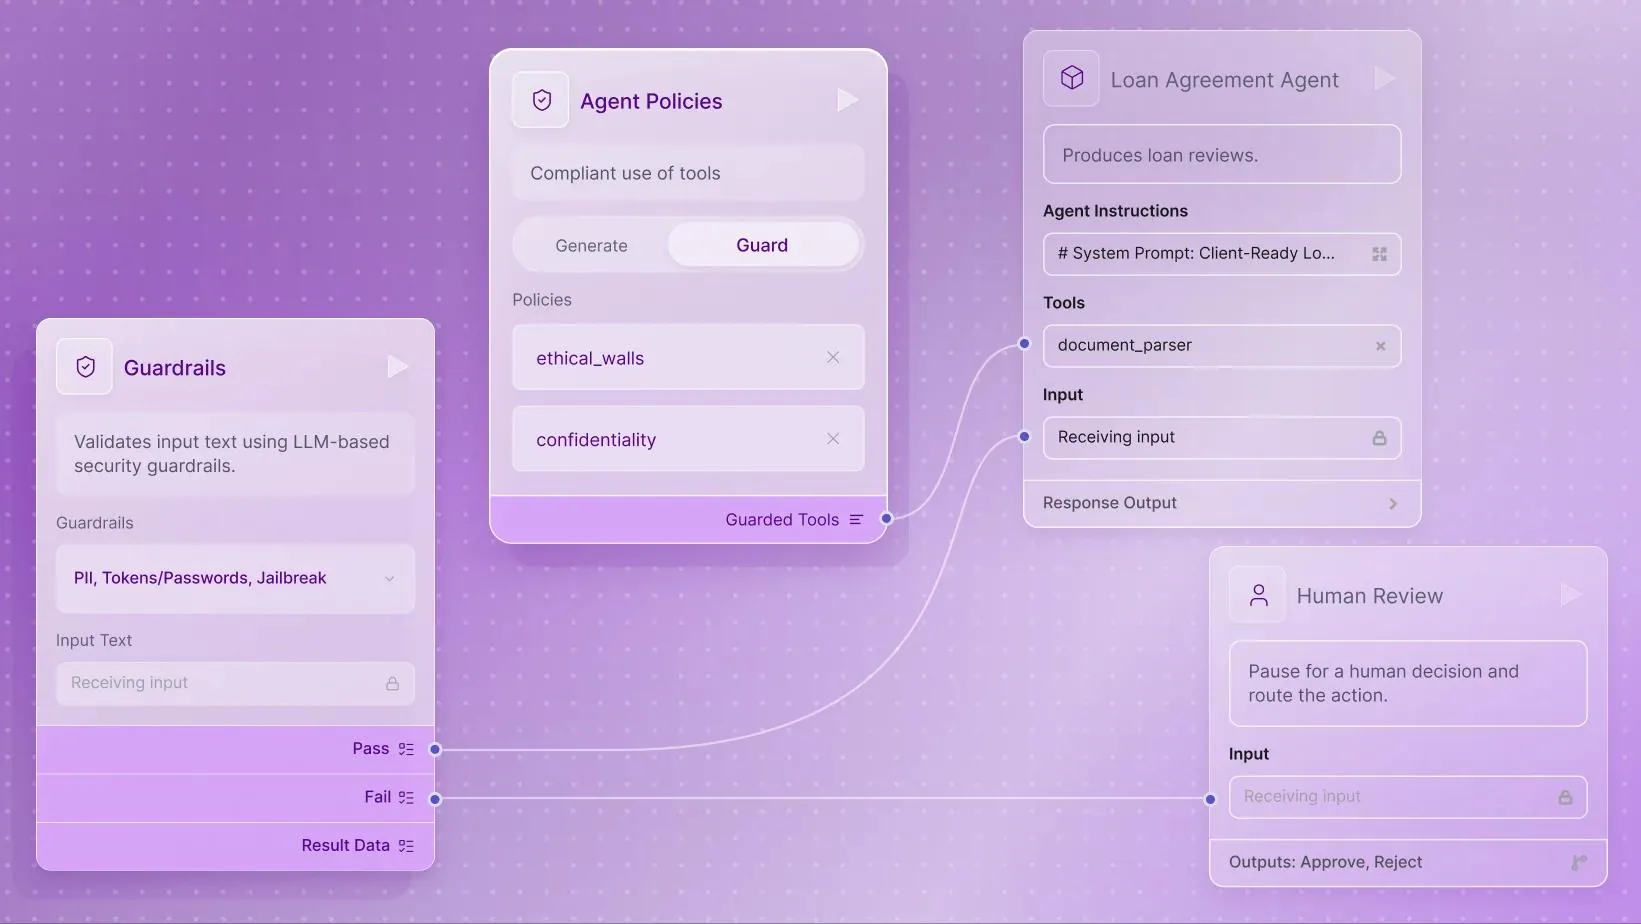 Guardrails
Validates input text using LLM-based
security guardrails.
Guardrails
PII, Tokens/Passwords, Jailbreak
Input Text
Receiving input
Pass
Fail
Result Data
Agent Policies
Compliant use of tools
Generate
Guard
Policies
ethical_walls
confidentiality
Guarded Tools
Loan Agreement Agent
Produces loan reviews.
Agent Instructions
# System Prompt: Client-Ready Lo...
Tools
document_parser
Input
Receiving input
Response Output
Human Review
Pause for a human decision and
route the action.
Input
Receiving input
Outputs: Approve, Reject